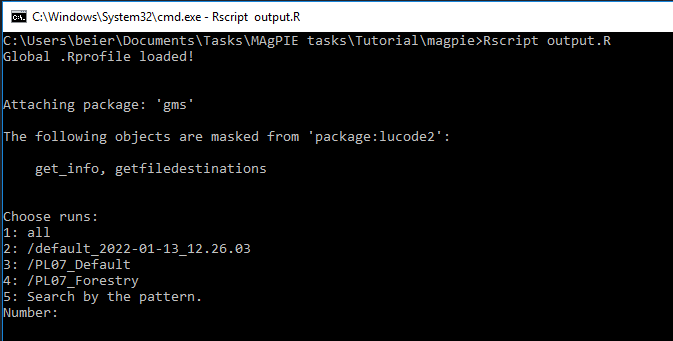 C:\Windows\System32\cmd.exe - Rscript output.R
C:\Users\beier\Documents\Tasks\MAgPIE tasks\Tutorial\magpie>Rscript output.R
Global .Rprofile loaded!
Attaching package: 'gms'
The following objects are masked from 'package:lucode2':
get_info, getfiledestinations
Choose runs:
1: all
2: /default_2022-01-13_12.26.03
3: /PL07_Default
4: /PL07_Forestry
5: Search by the pattern.
Number: